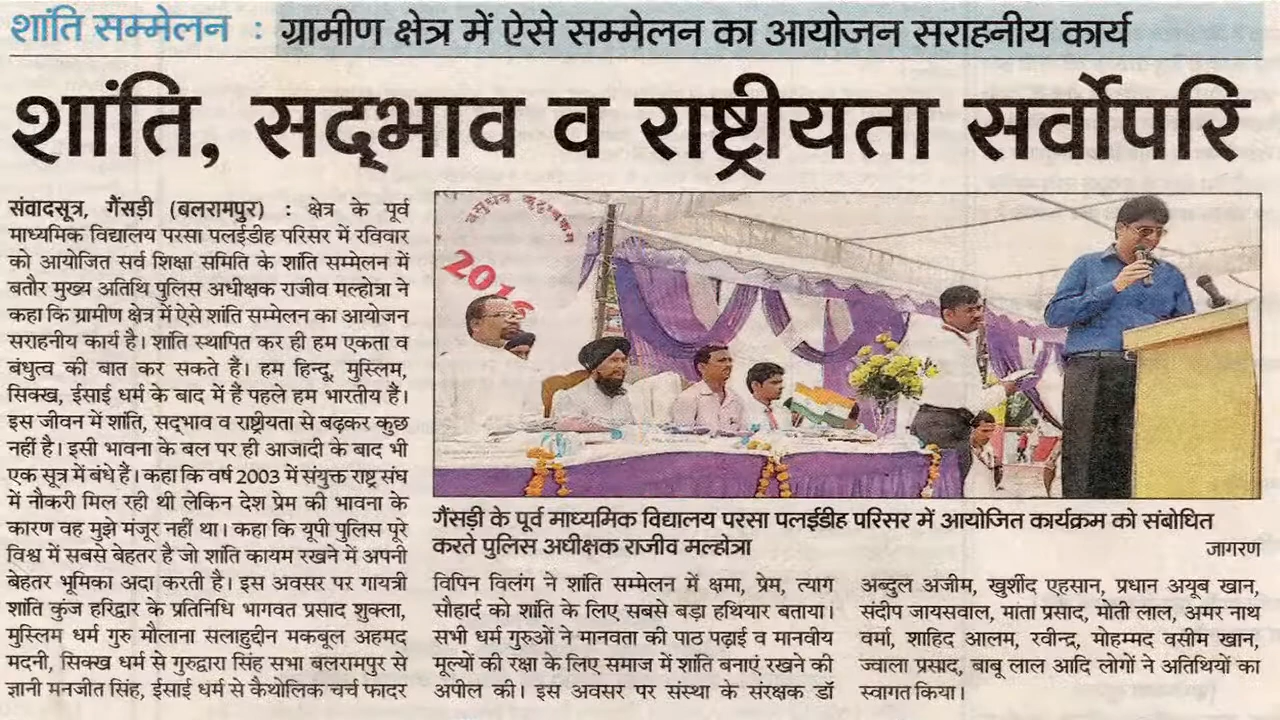 शांति सम्मेलन : ग्रामीण क्षेत्र में ऐसे सम्मेलन का आयोजन सराहनीय कार्य
शांति, सद्भाव व राष्ट्रीयता सर्वोपरि
संवादसूत्र, गैंसड़ी (बलरामपुर) : क्षेत्र के पूर्व
माध्यमिक विद्यालय परसा पलईडीह परिसर में रविवार
को आयोजित सर्व शिक्षा समिति के शांति सम्मेलन में
बतौर मुख्य अतिथि पुलिस अधीक्षक राजीव मल्होत्रा ने
कहा कि ग्रामीण क्षेत्र में ऐसे शांति सम्मेलन का आयोजन
सराहनीय कार्य है। शांति स्थापित कर ही हम एकता व
बंधुत्व की बात कर सकते हैं। हम हिन्दू, मुस्लिम,
सिक्ख, ईसाई धर्म के बाद में हैं पहले हम भारतीय हैं।
इस जीवन में शांति, सद्भाव व राष्ट्रीयता से बढ़कर कुछ
नहीं है। इसी भावना के बल पर ही आजादी के बाद भी
एक सूत्र में बंधे हैं। कहा कि वर्ष 2003 में संयुक्त राष्ट्र संघ
में नौकरी मिल रही थी लेकिन देश प्रेम की भावना के
कारण वह मुझे मंजूर नहीं था। कहा कि यूपी पुलिस पूरे
विश्व में सबसे बेहतर है जो शांति कायम रखने में अपनी
बेहतर भूमिका अदा करती है। इस अवसर पर गायत्री
शांति कुंज हरिद्वार के प्रतिनिधि भागवत प्रसाद शुक्ला,
मुस्लिम धर्म गुरु मौलाना सलाहुद्दीन मकबूल अहमद
मदनी, सिक्ख धर्म से गुरुद्वारा सिंह सभा बलरामपुर से
ज्ञानी मनजीत सिंह, ईसाई धर्म से कैथोलिक चर्च फादर
वसुधैव कुटुम्बकम
2016
गैंसड़ी के पूर्व माध्यमिक विद्यालय परसा पलईडीह परिसर में आयोजित कार्यक्रम को संबोधित
करते पुलिस अधीक्षक राजीव मल्होत्रा
जागरण
विपिन विलंग ने शांति सम्मेलन में क्षमा, प्रेम, त्याग
सौहार्द को शांति के लिए सबसे बड़ा हथियार बताया।
सभी धर्म गुरुओं ने मानवता की पाठ पढ़ाई व मानवीय
मूल्यों की रक्षा के लिए समाज में शांति बनाएं रखने की
अपील की। इस अवसर पर संस्था के संरक्षक डॉ
अब्दुल अजीम, खुर्शीद एहसान, प्रधान अयूब खान,
संदीप जायसवाल, माता प्रसाद, मोती लाल, अमर नाथ
वर्मा, शाहिद आलम, रवीन्द्र, मोहम्मद वसीम खान,
ज्वाला प्रसाद, बाबू लाल आदि लोगों ने अतिथियों का
स्वागत किया।